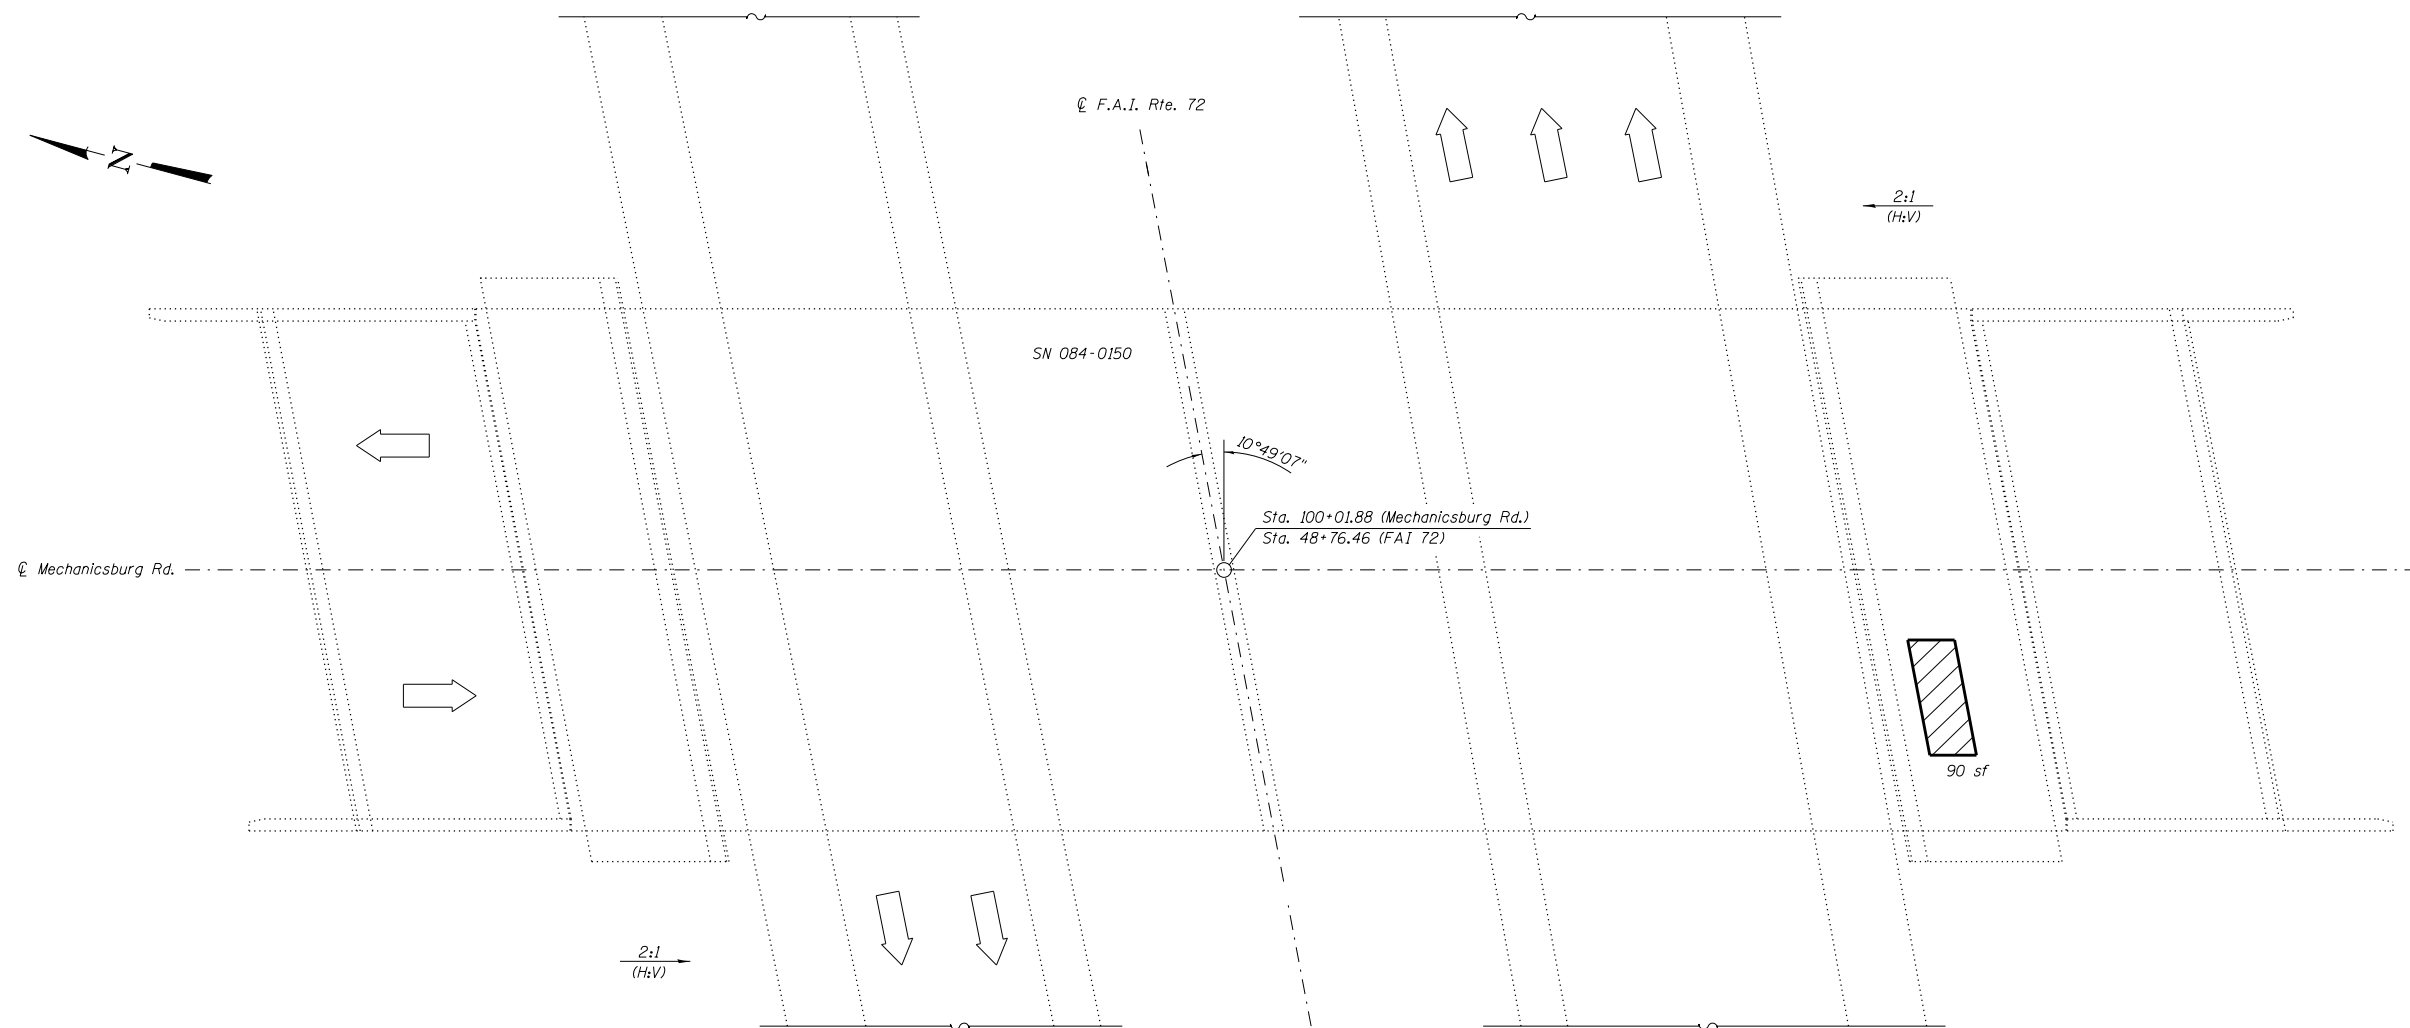 ℄ F.A.I. Rte. 72
N
2:1
(H:V)
SN 084-0150
10°49'07"
Sta. 100+01.88 (Mechanicsburg Rd.)
Sta. 48+76.46 (FAI 72)
℄ Mechanicsburg Rd.
90 sf
2:1
(H:V)